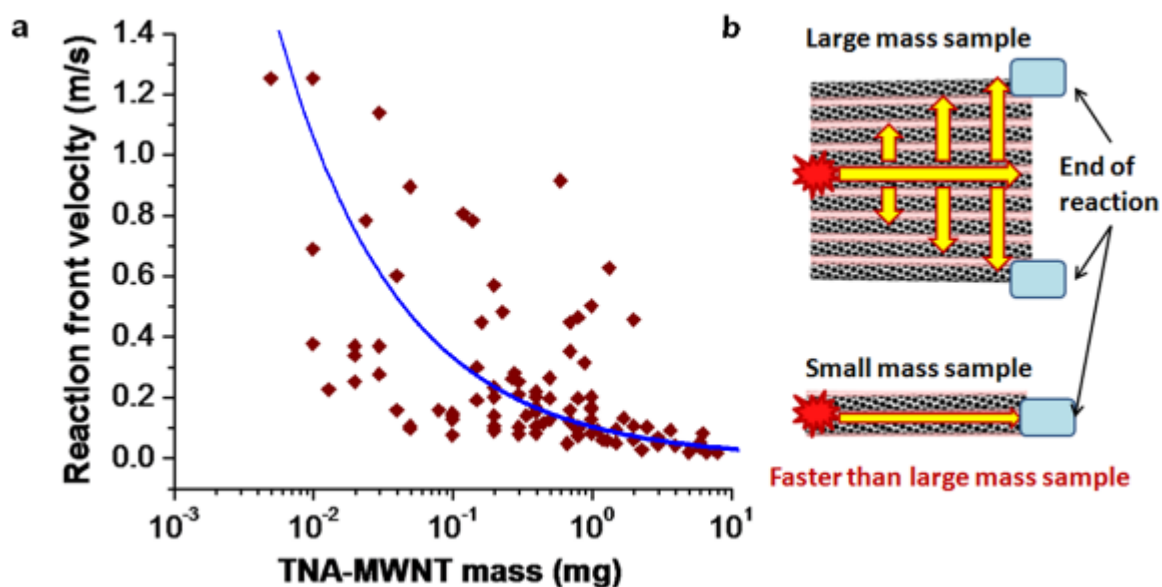 a
Reaction front velocity (m/s)
1.4
1.2
1.0
0.8
0.6
0.4
0.2
0.0
10⁻³
10⁻²
10⁻¹
10⁰
10¹
TNA-MWNT mass (mg)
b
Large mass sample
End of
reaction
Small mass sample
Faster than large mass sample